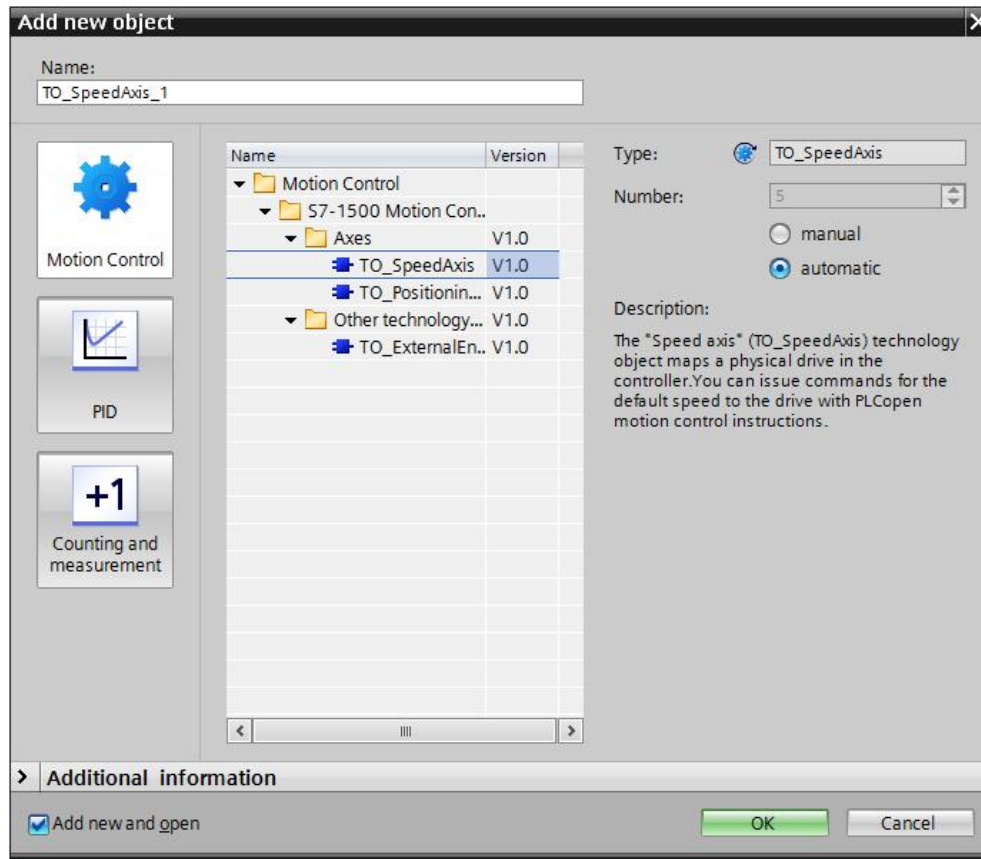 Add new object
Name:
TO_SpeedAxis_1
Motion Control
PID
+1
Counting and
measurement
Name Version
Motion Control
S7-1500 Motion Con..
Axes V1.0
TO_SpeedAxis V1.0
TO_Positionin... V1.0
Other technology... V1.0
TO_ExternalEn.. V1.0
Type: TO_SpeedAxis
Number: 5
manual
automatic
Description:
The "Speed axis" (TO_SpeedAxis) technology
object maps a physical drive in the
controller.You can issue commands for the
default speed to the drive with PLCopen
motion control instructions.
Additional information
Add new and open
OK Cancel